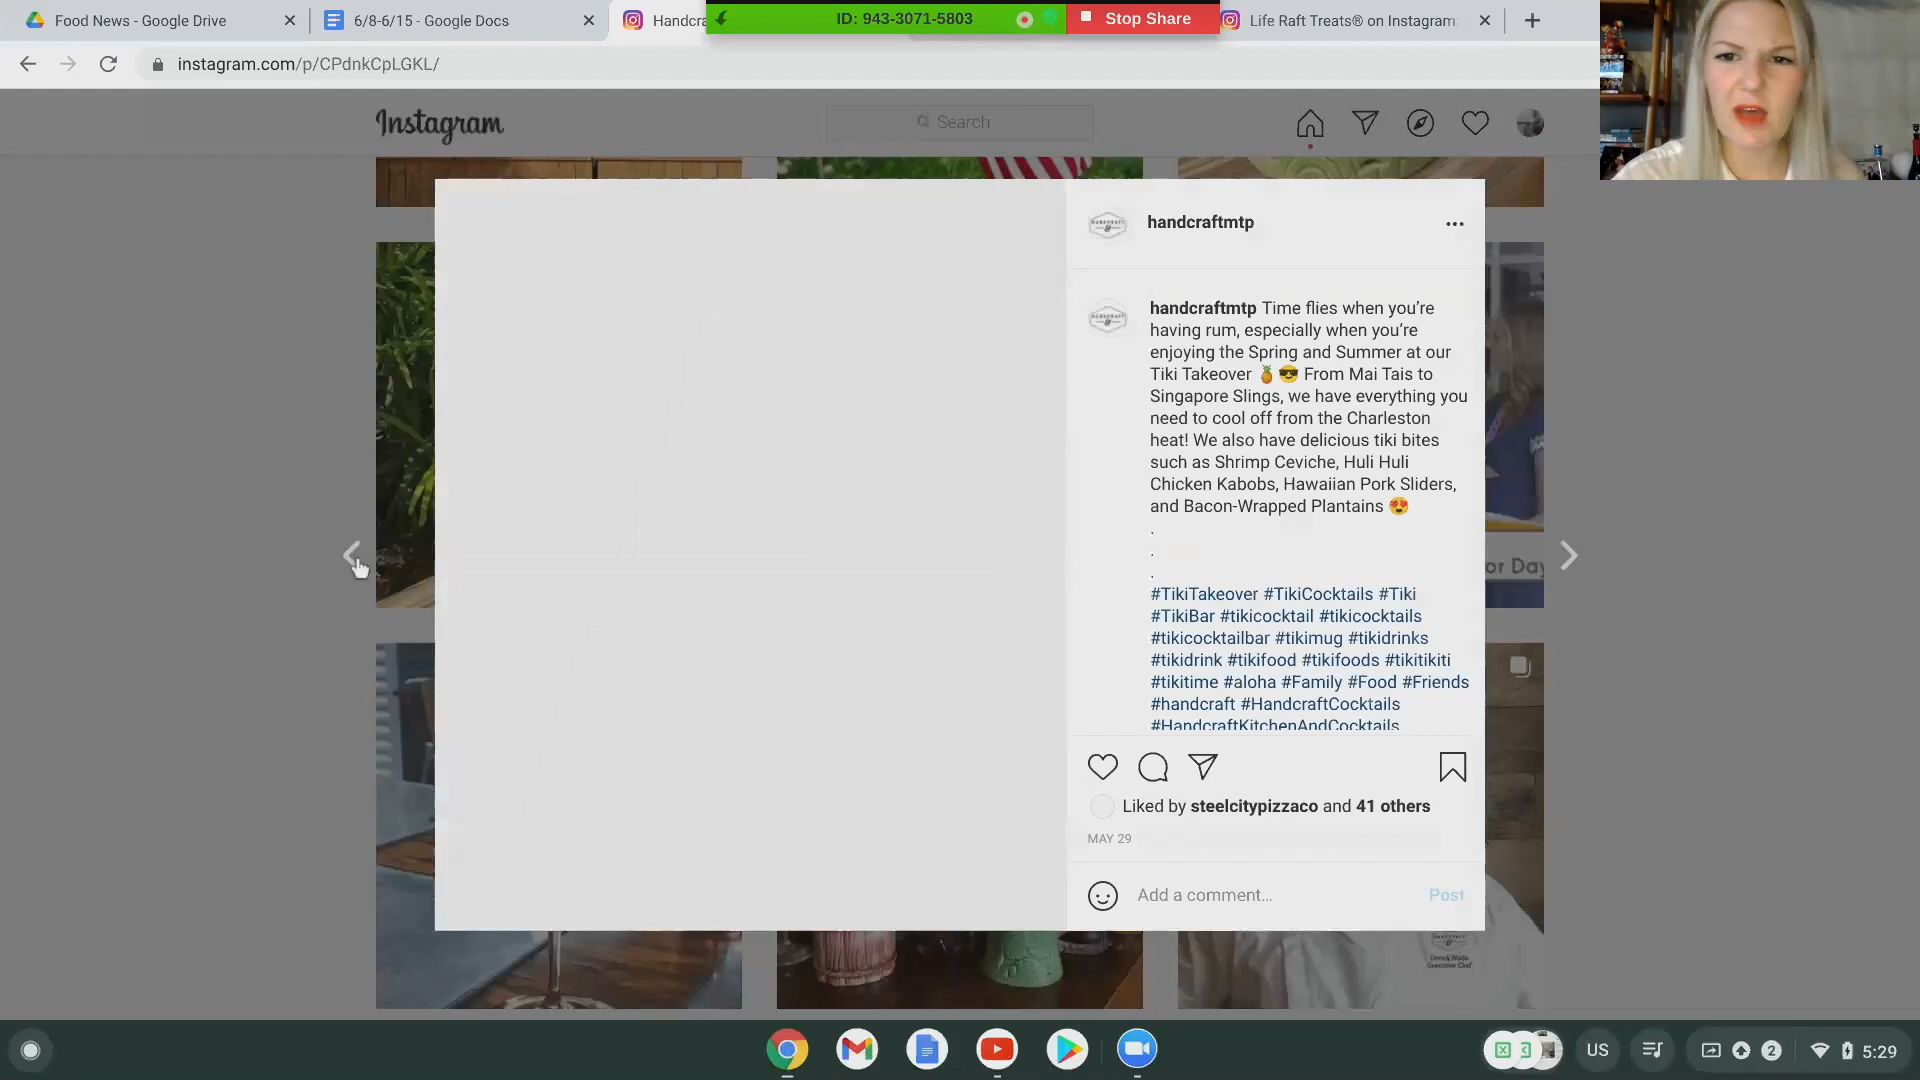 Food News - Google Drive
6/8-6/15 - Google Docs
Handcra
ID: 943-3071-5803
Stop Share
Life Raft Treats® on Instagram:
instagram.com/p/CPdnkCpLGKL/
Instagram
Search
handcraftmtp
handcraftmtp Time flies when you’re
having rum, especially when you’re
enjoying the Spring and Summer at our
Tiki Takeover 🍍😎 From Mai Tais to
Singapore Slings, we have everything you
need to cool off from the Charleston
heat! We also have delicious tiki bites
such as Shrimp Ceviche, Huli Huli
Chicken Kabobs, Hawaiian Pork Sliders,
and Bacon-Wrapped Plantains 😍
.
.
.
#TikiTakeover #TikiCocktails #Tiki
#TikiBar #tikicocktail #tikicocktails
#tikicocktailbar #tikimug #tikidrinks
#tikidrink #tikifood #tikifoods #tikitikiti
#tikitime #aloha #Family #Food #Friends
#handcraft #HandcraftCocktails
#HandcraftKitchenAndCocktails
or Day
Liked by steelcitypizzaco and 41 others
MAY 29
Add a comment...
Post
Executive Chef
US
2
5:29